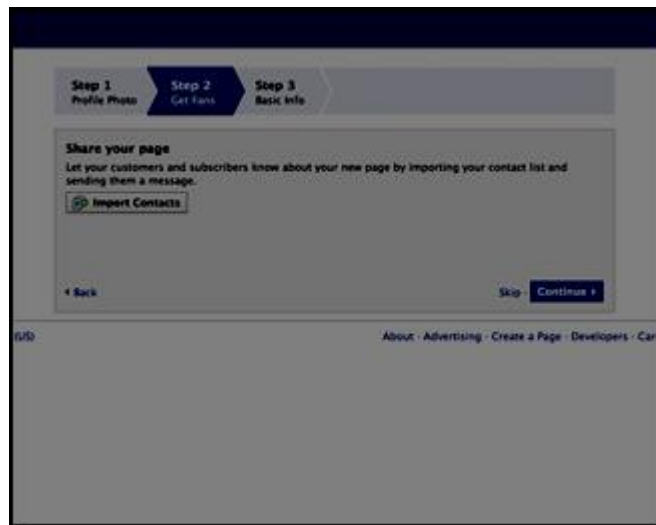 Step 1
Profile Photo
Step 2
Get Fans
Step 3
Basic Info
Share your page
Let your customers and subscribers know about your new page by importing your contact list and
sending them a message.
Import Contacts
Back
Skip · Continue
(US)
About · Advertising · Create a Page · Developers · Car